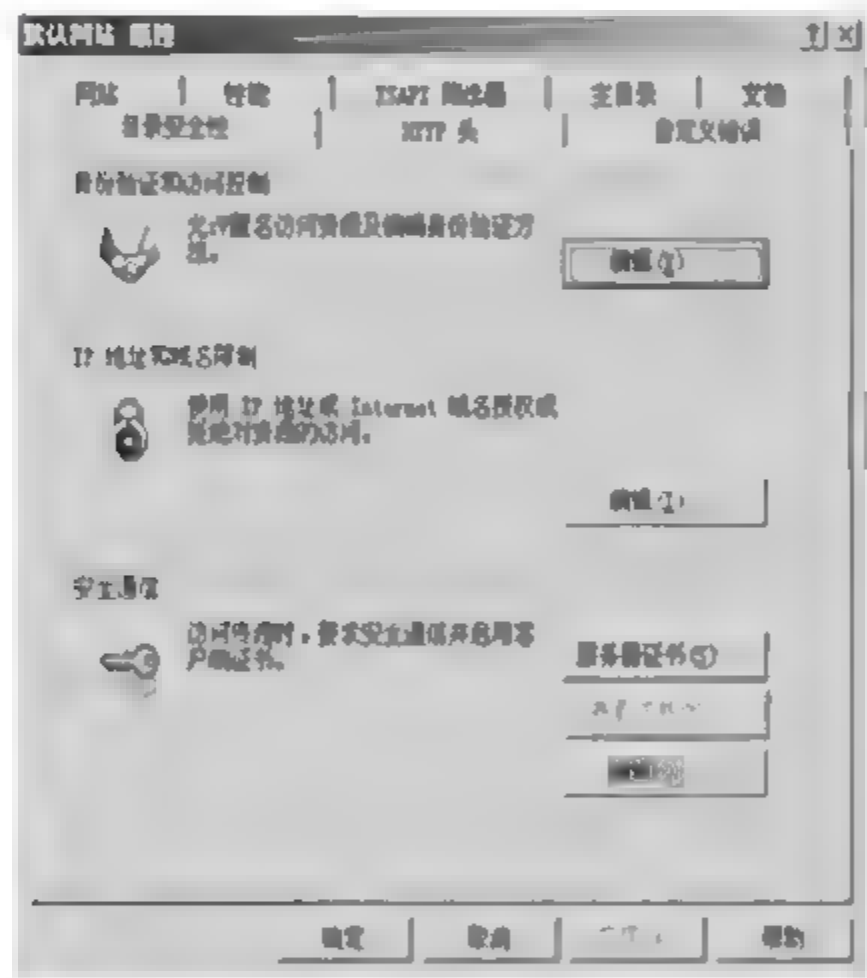 默认网站 属性
网站 性能 ISAPI 筛选器 主目录 文档
目录安全性 HTTP 头 自定义错误
身份验证和访问控制
允许匿名访问资源及编辑身份验证方
法。
编辑(E)
IP 地址和域名限制
使用 IP 地址或 Internet 域名授权或
拒绝对资源的访问。
编辑(I)
安全通信
访问资源时,要求安全通信并启用客
户端证书。
服务器证书(S)
确定 取消 帮助